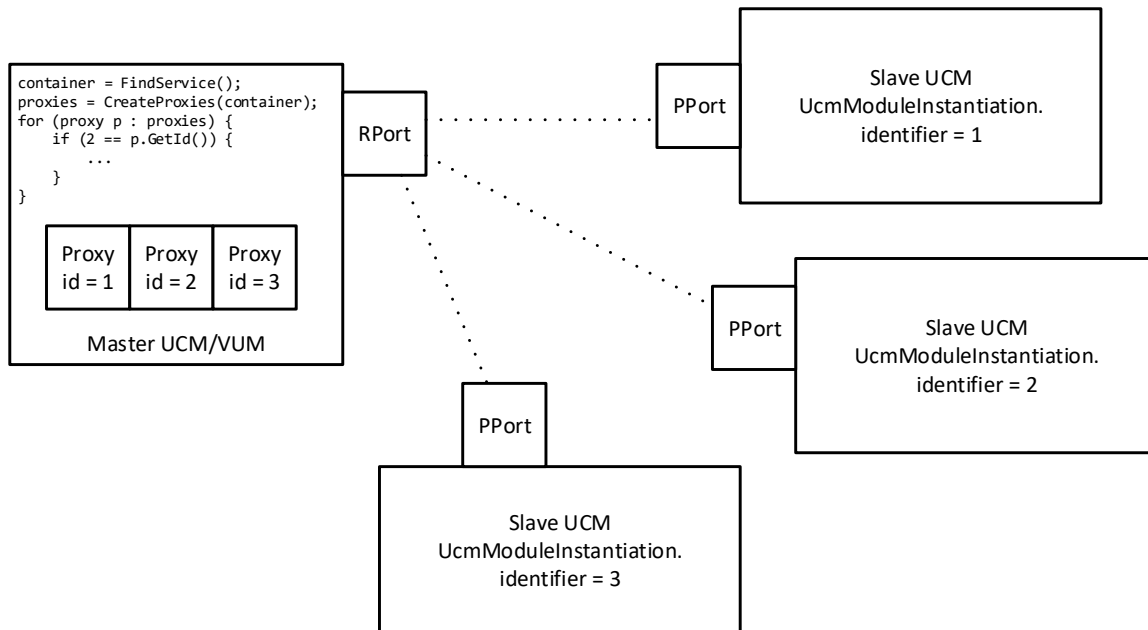 container = FindService();
proxies = CreateProxies(container);
for (proxy p : proxies) {
    if (2 == p.GetId()) {
        ...
    }
}
Proxy
id = 1
Proxy
id = 2
Proxy
id = 3
Master UCM/VUM
RPort
PPort
Slave UCM
UcmModuleInstantiation.
identifier = 1
PPort
Slave UCM
UcmModuleInstantiation.
identifier = 2
PPort
Slave UCM
UcmModuleInstantiation.
identifier = 3